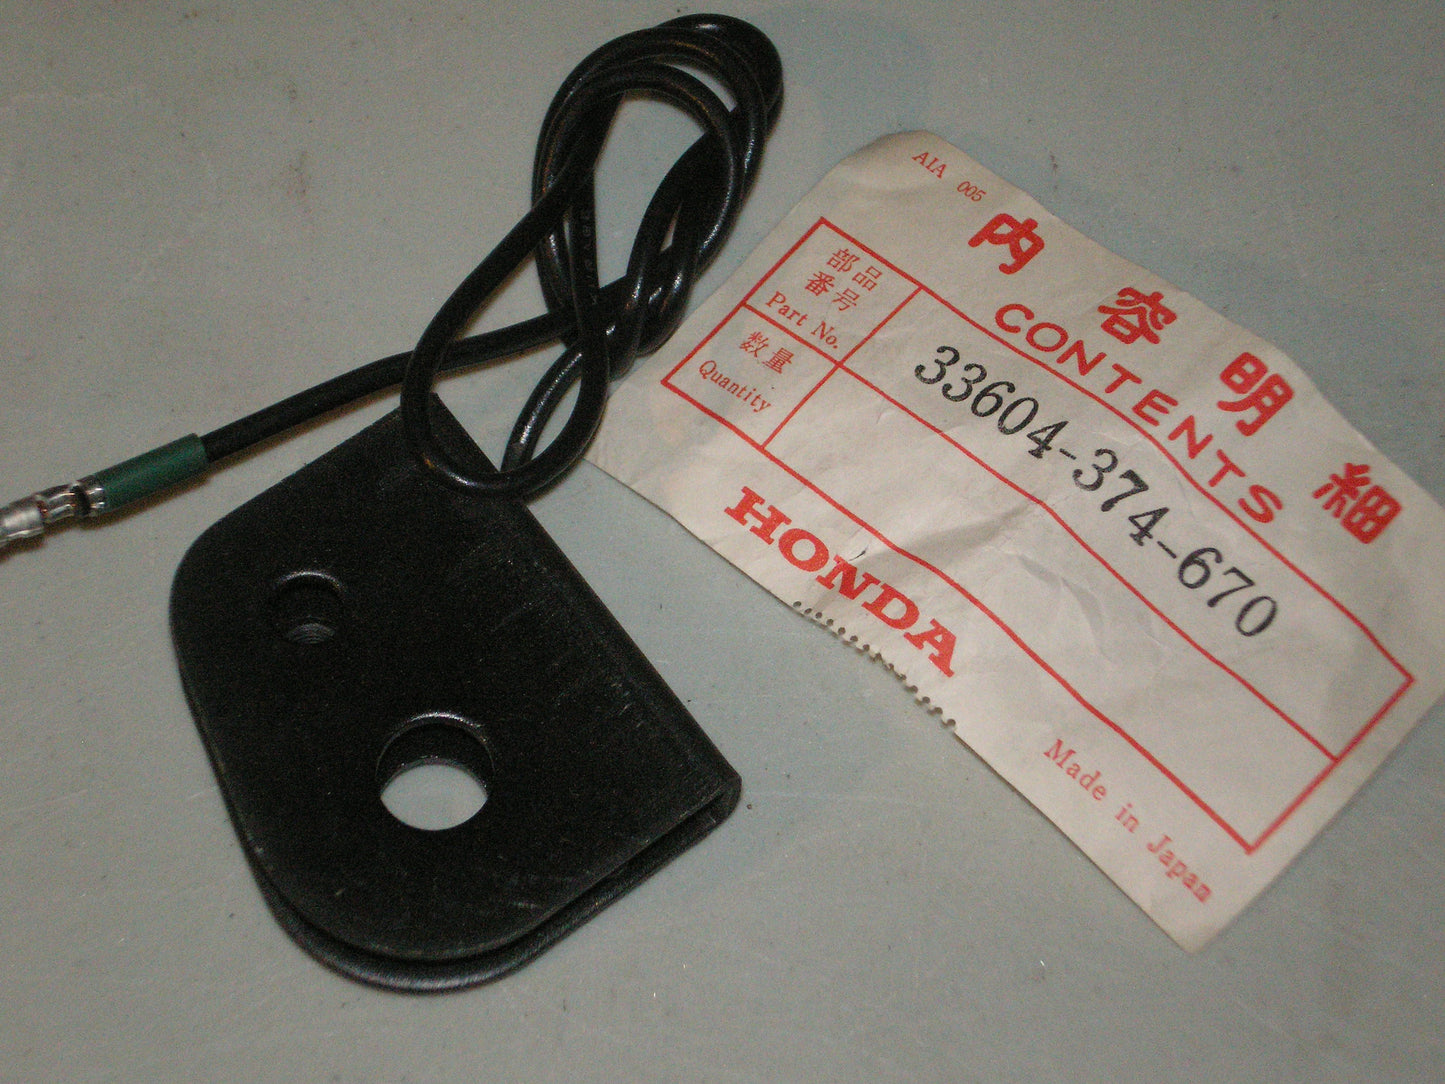 AIA 005
内容明細
CONTENTS
部品
番号
Part No.
33604-374-670
数量
Quantity
HONDA
Made in Japan